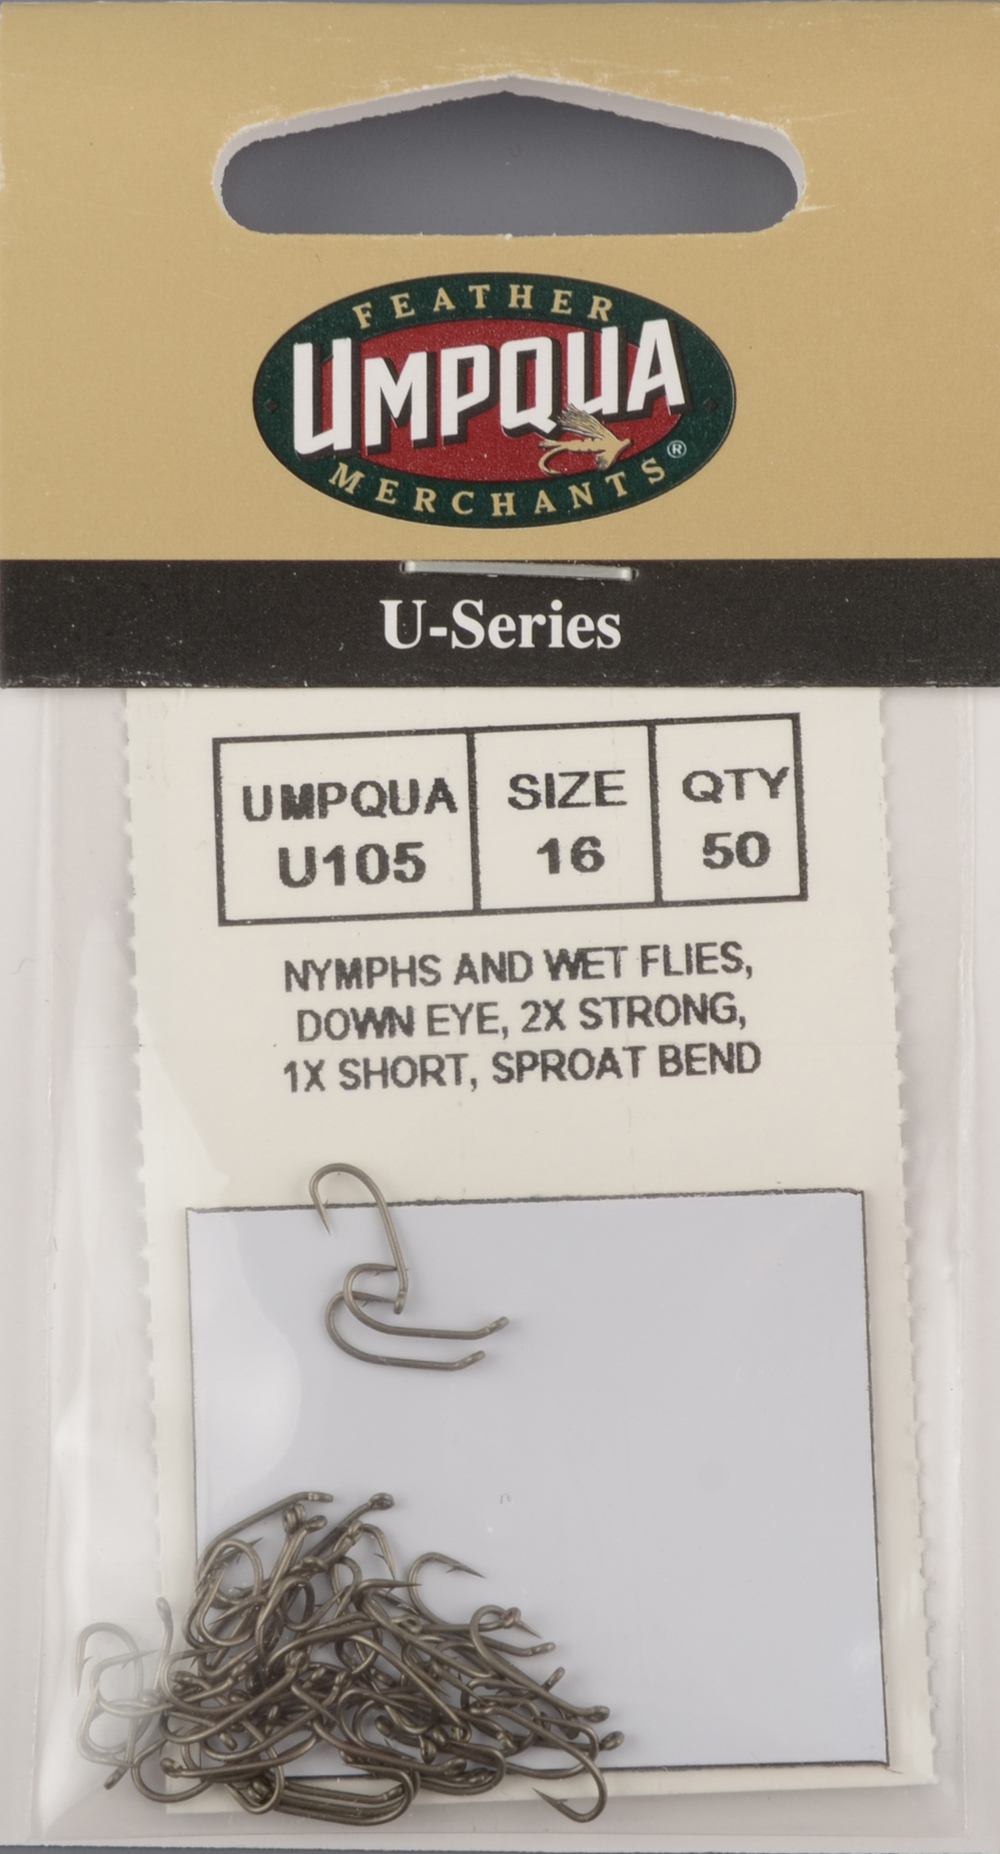 FEATHER
UMPQUA
MERCHANTS®
U-Series
UMPQUA SIZE QTY
U105 16 50
NYMPHS AND WET FLIES,
DOWN EYE, 2X STRONG,
1X SHORT, SPROAT BEND